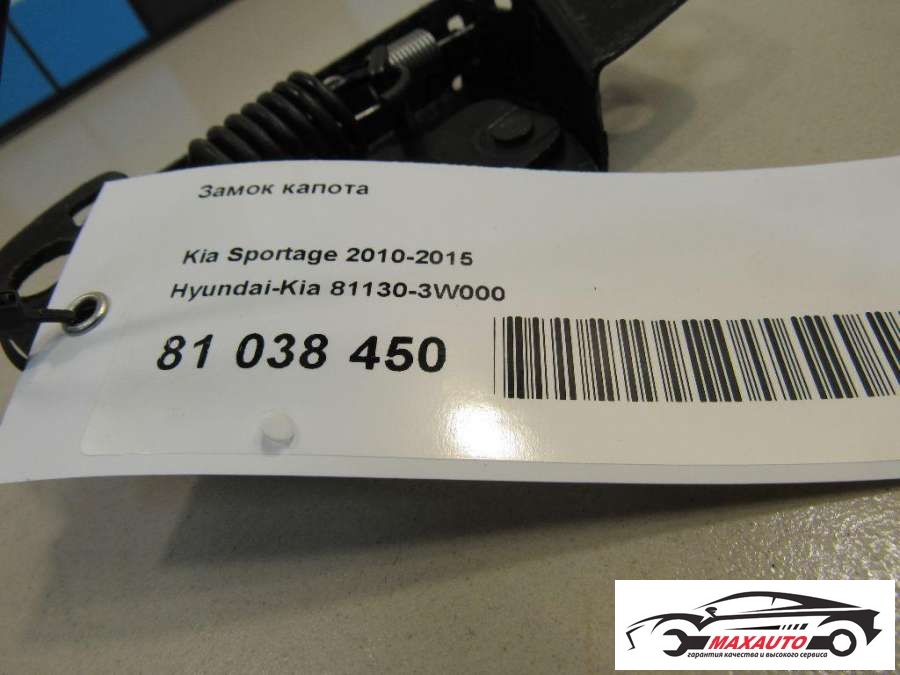 Замок капота
Kia Sportage 2010-2015
Hyundai-Kia 81130-3W000
81 038 450
MAXAUTO
гарантия качества и высокого сервиса